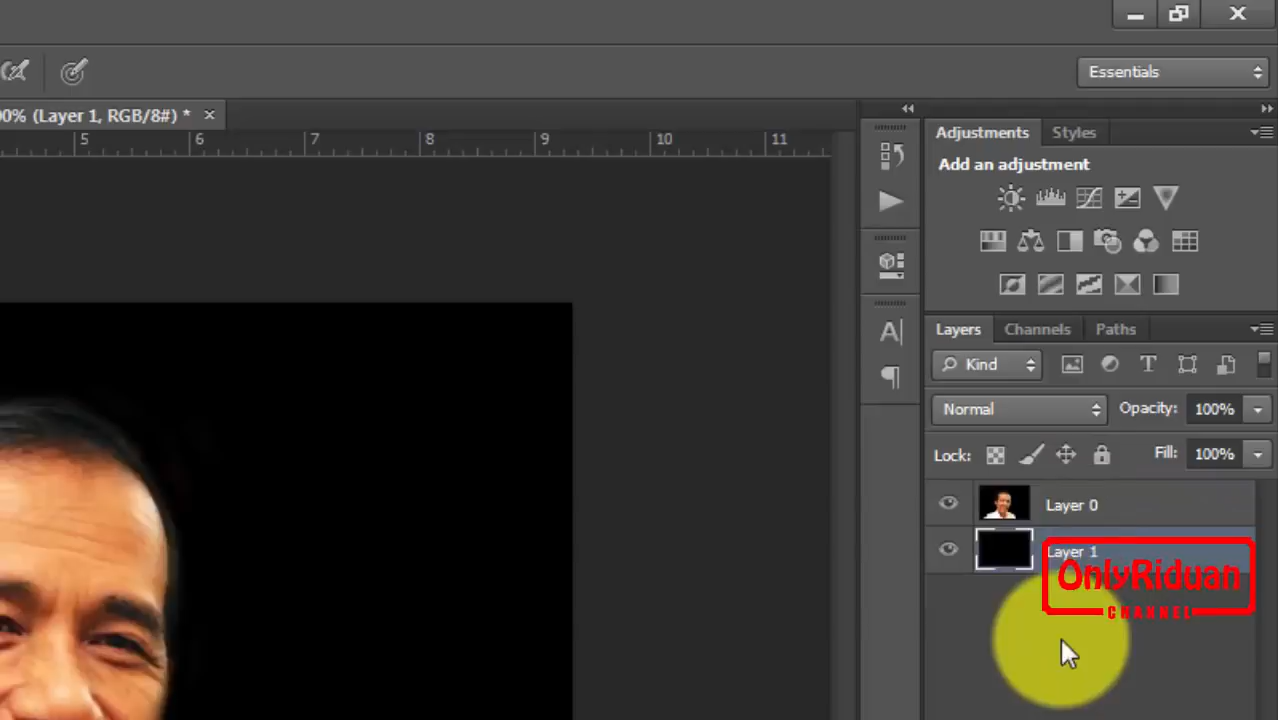 Essentials
00% (Layer 1, RGB/8#) *
5 6 7 8 9 10 11
Adjustments Styles
Add an adjustment
Layers Channels Paths
Kind
Normal Opacity: 100%
Lock: Fill: 100%
Layer 0
Layer 1
OnlyRiduan
CHANNEL